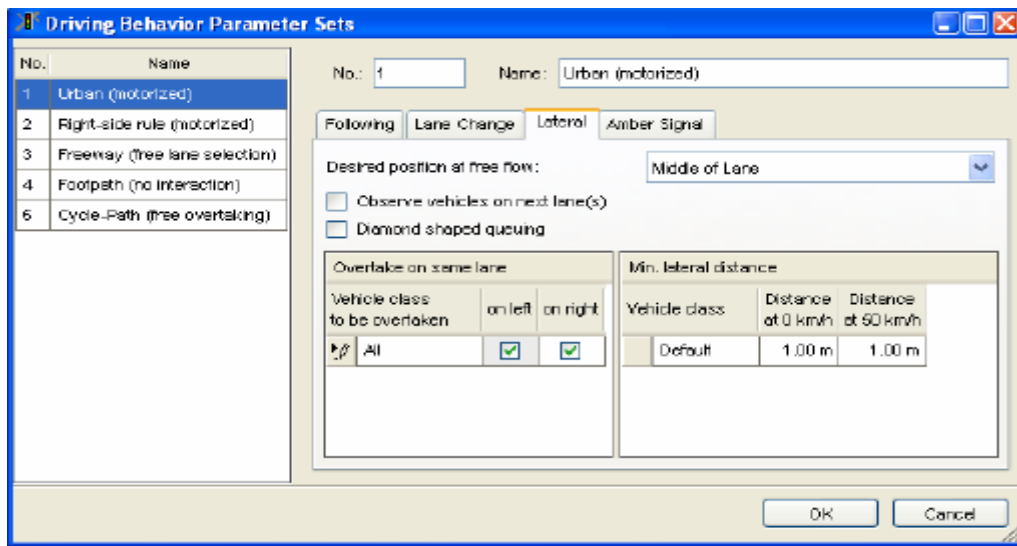 Driving Behavior Parameter Sets
No. Name
1 Urban (motorized)
2 Right-side rule (motorized)
3 Freeway (free lane selection)
4 Footpath (no interaction)
5 Cycle-Path (free overtaking)
No.: 1 Name: Urban (motorized)
Following Lane Change Lateral Amber Signal
Desired position at free flow: Middle of Lane
Observe vehicles on next lane(s)
Diamond shaped queuing
Overtake on same lane
Vehicle class
to be overtaken on left on right
All
Min. lateral distance
Vehicle class Distance Distance
at 0 km/h at 50 km/h
Default 1.00 m 1.00 m
OK Cancel